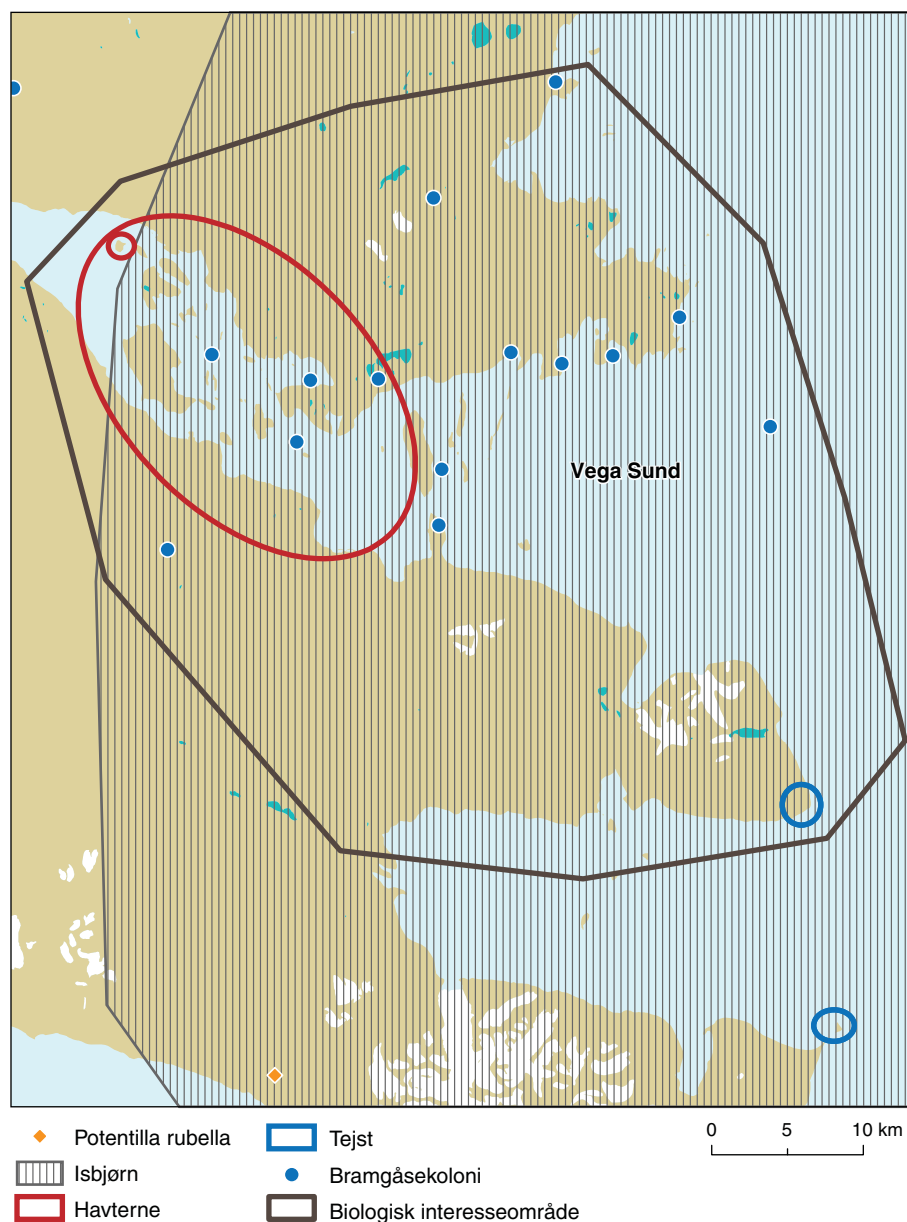 Vega Sund
Potentilla rubella
Isbjørn
Havterne
Tejst
Bramgåsekoloni
Biologisk interesseområde
0 5 10 km